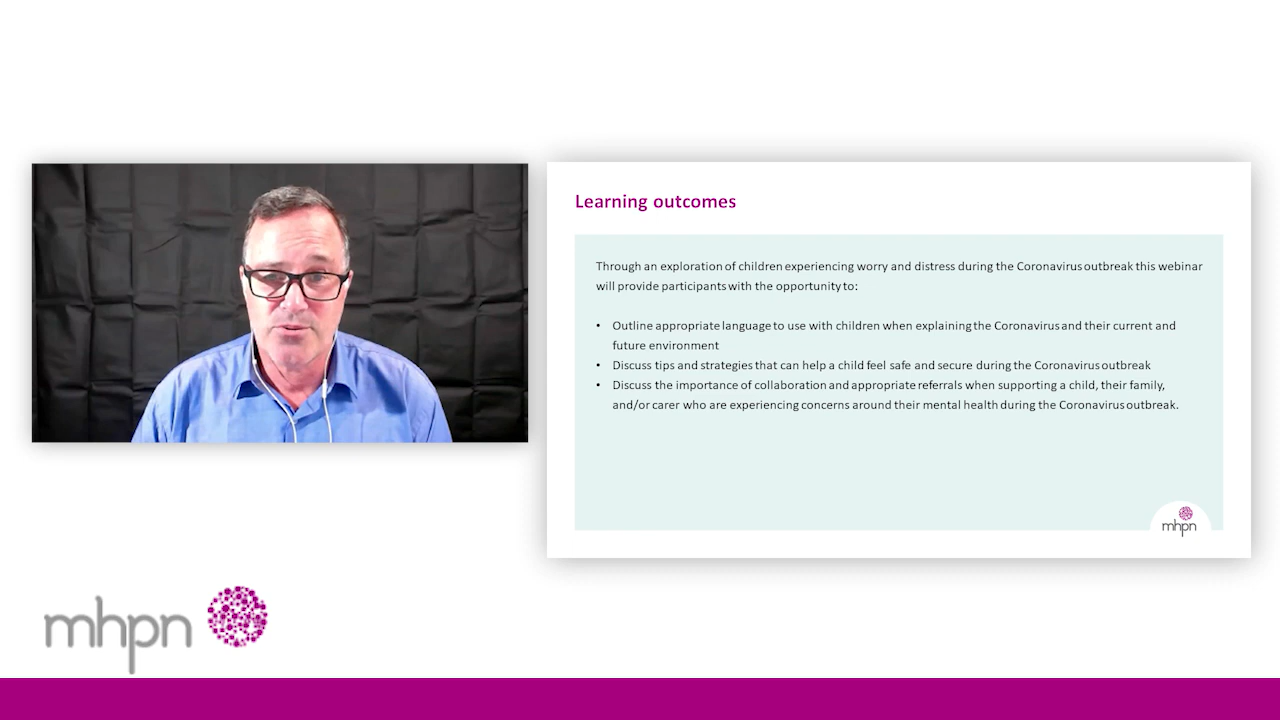 Learning outcomes
Through an exploration of children experiencing worry and distress during the Coronavirus outbreak this webinar
will provide participants with the opportunity to:
• Outline appropriate language to use with children when explaining the Coronavirus and their current and
future environment
• Discuss tips and strategies that can help a child feel safe and secure during the Coronavirus outbreak
• Discuss the importance of collaboration and appropriate referrals when supporting a child, their family,
and/or carer who are experiencing concerns around their mental health during the Coronavirus outbreak.
mhpn
mhpn